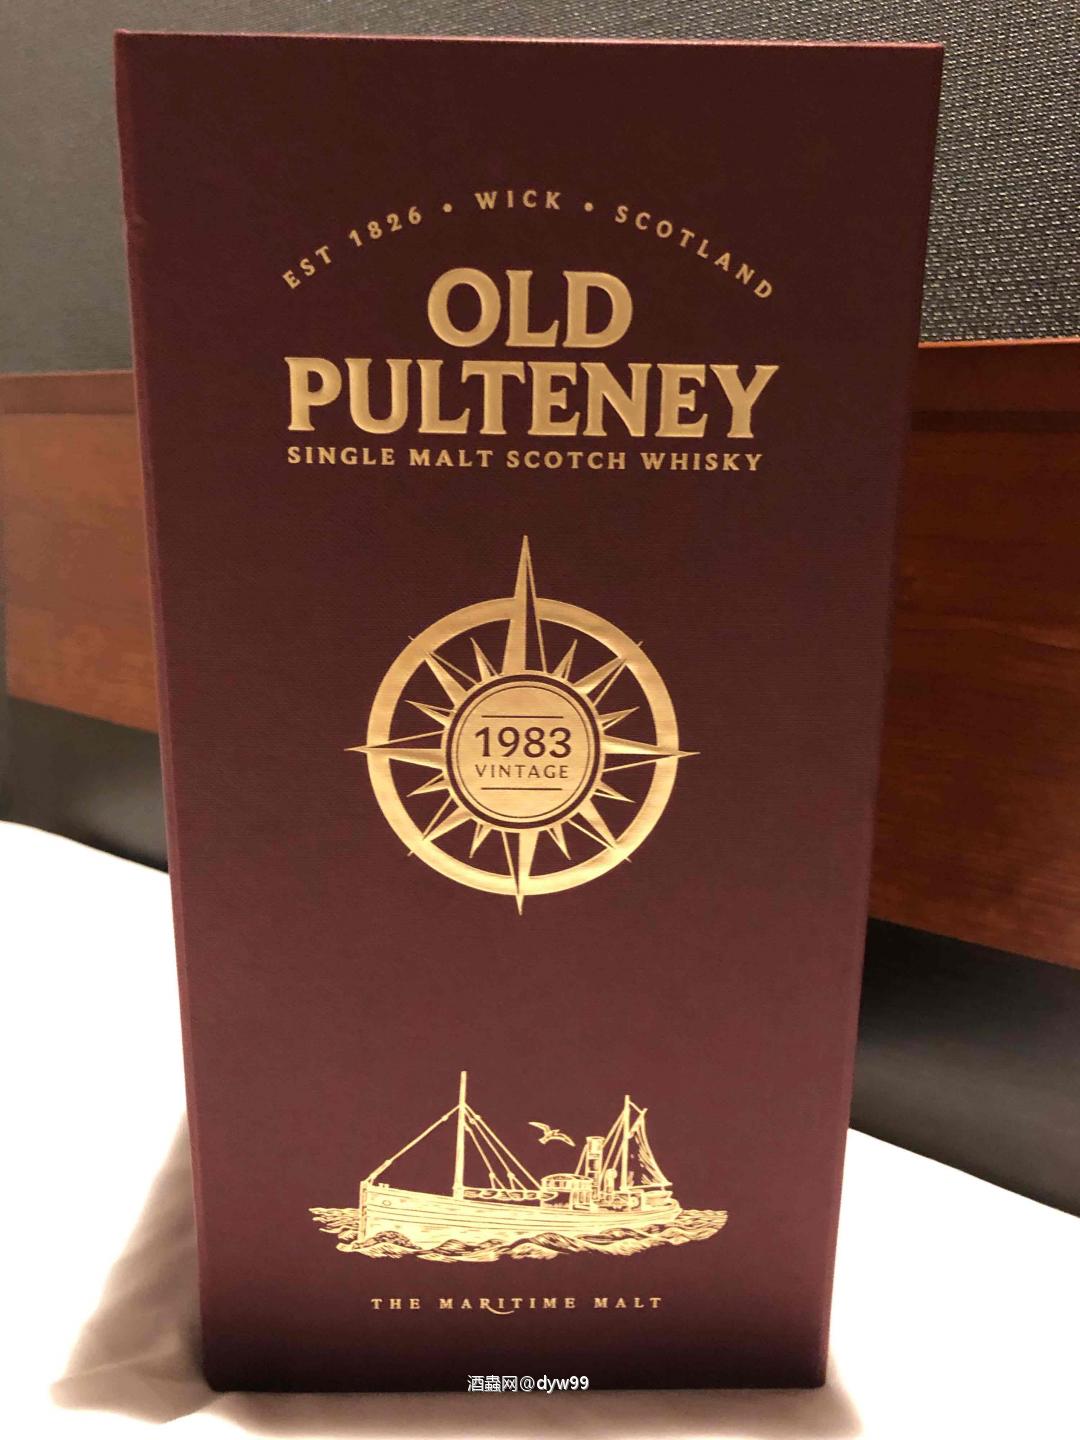 EST 1826 • WICK • SCOTLAND
OLD
PULTENEY
SINGLE MALT SCOTCH WHISKY
1983
VINTAGE
THE MARITIME MALT
酒蟲网@dyw99